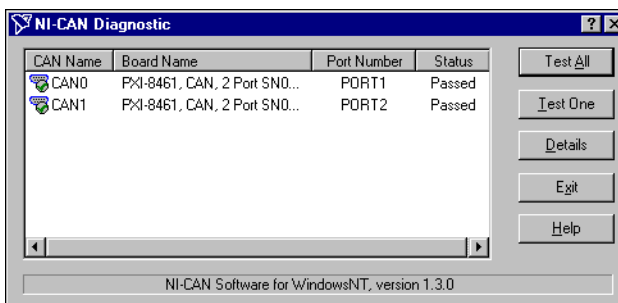 NI-CAN Diagnostic
CAN Name Board Name Port Number Status
CAN0 PXI-8461, CAN, 2 Port SN0... PORT1 Passed
CAN1 PXI-8461, CAN, 2 Port SN0... PORT2 Passed
Test All
Test One
Details
Exit
Help
NI-CAN Software for WindowsNT, version 1.3.0